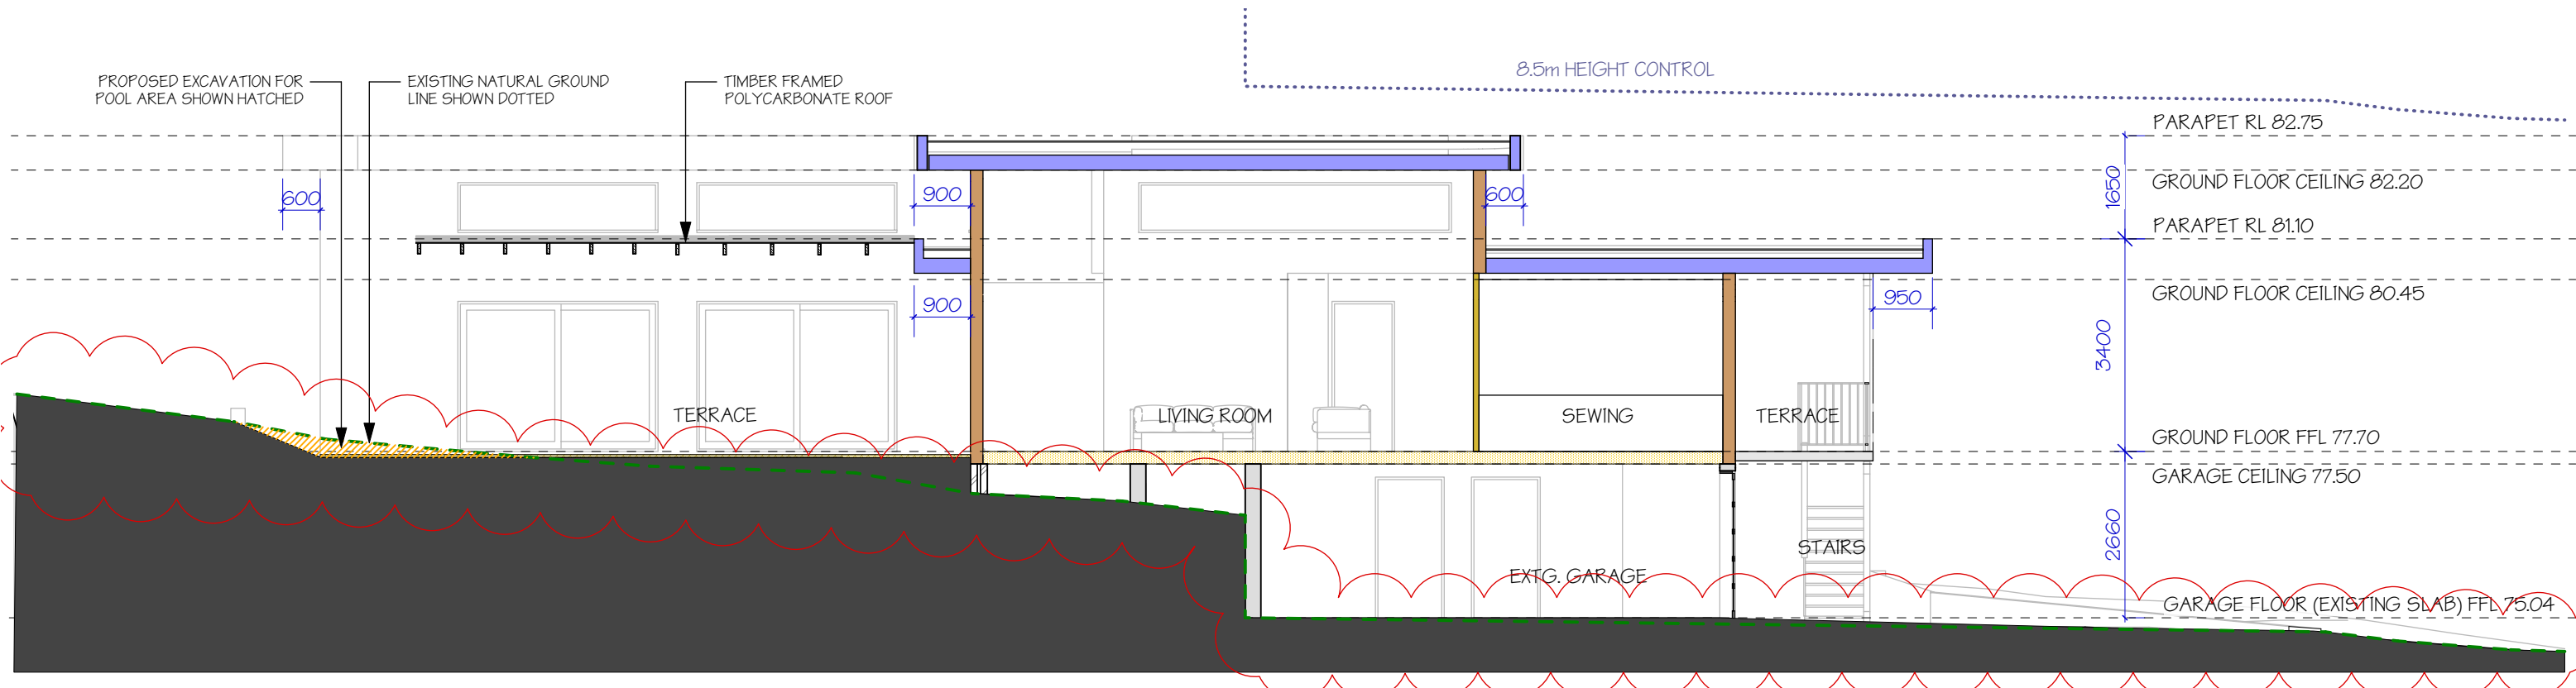 8.5m HEIGHT CONTROL
PROPOSED EXCAVATION FOR
POOL AREA SHOWN HATCHED
EXISTING NATURAL GROUND
LINE SHOWN DOTTED
TIMBER FRAMED
POLYCARBONATE ROOF
PARAPET RL 82.75
GROUND FLOOR CEILING 82.20
PARAPET RL 81.10
GROUND FLOOR CEILING 80.45
GROUND FLOOR FFL 77.70
GARAGE CEILING 77.50
GARAGE FLOOR (EXISTING SLAB) FFL 75.04
600
900
600
1650
900
950
3400
2660
TERRACE
LIVING ROOM
SEWING
TERRACE
STAIRS
EXTG. GARAGE